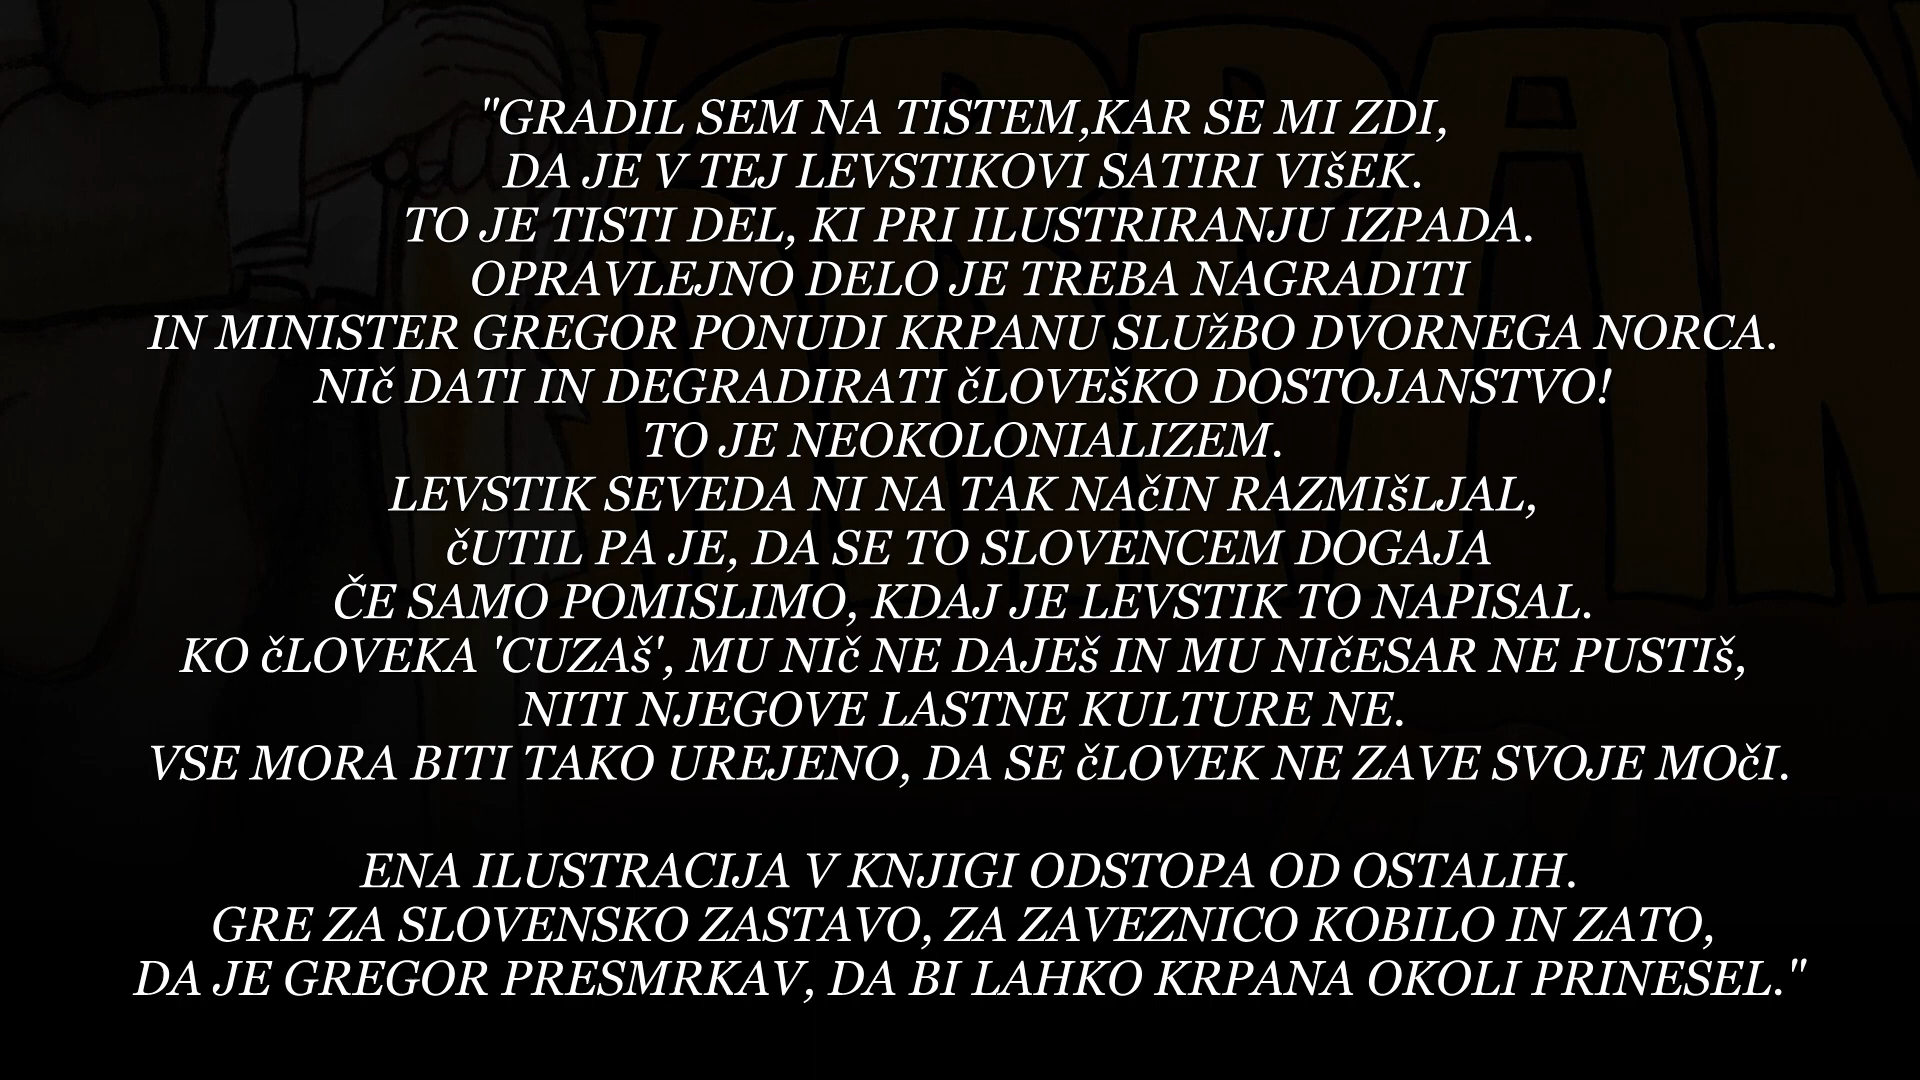 "GRADIL SEM NA TISTEM,KAR SE MI ZDI,
DA JE V TEJ LEVSTIKOVI SATIRI VIšEK.
TO JE TISTI DEL, KI PRI ILUSTRIRANJU IZPADA.
OPRAVLEJNO DELO JE TREBA NAGRADITI
IN MINISTER GREGOR PONUDI KRPANU SLUžBO DVORNEGA NORCA.
NIč DATI IN DEGRADIRATI čLOVEšKO DOSTOJANSTVO!
TO JE NEOKOLONIALIZEM.
LEVSTIK SEVEDA NI NA TAK NAčIN RAZMIšLJAL,
čUTIL PA JE, DA SE TO SLOVENCEM DOGAJA
ČE SAMO POMISLIMO, KDAJ JE LEVSTIK TO NAPISAL.
KO čLOVEKA 'CUZAš', MU NIč NE DAJEš IN MU NIčESAR NE PUSTIš,
NITI NJEGOVE LASTNE KULTURE NE.
VSE MORA BITI TAKO UREJENO, DA SE čLOVEK NE ZAVE SVOJE MOčI.
ENA ILUSTRACIJA V KNJIGI ODSTOPA OD OSTALIH.
GRE ZA SLOVENSKO ZASTAVO, ZA ZAVEZNICO KOBILO IN ZATO,
DA JE GREGOR PRESMRKAV, DA BI LAHKO KRPANA OKOLI PRINESEL."